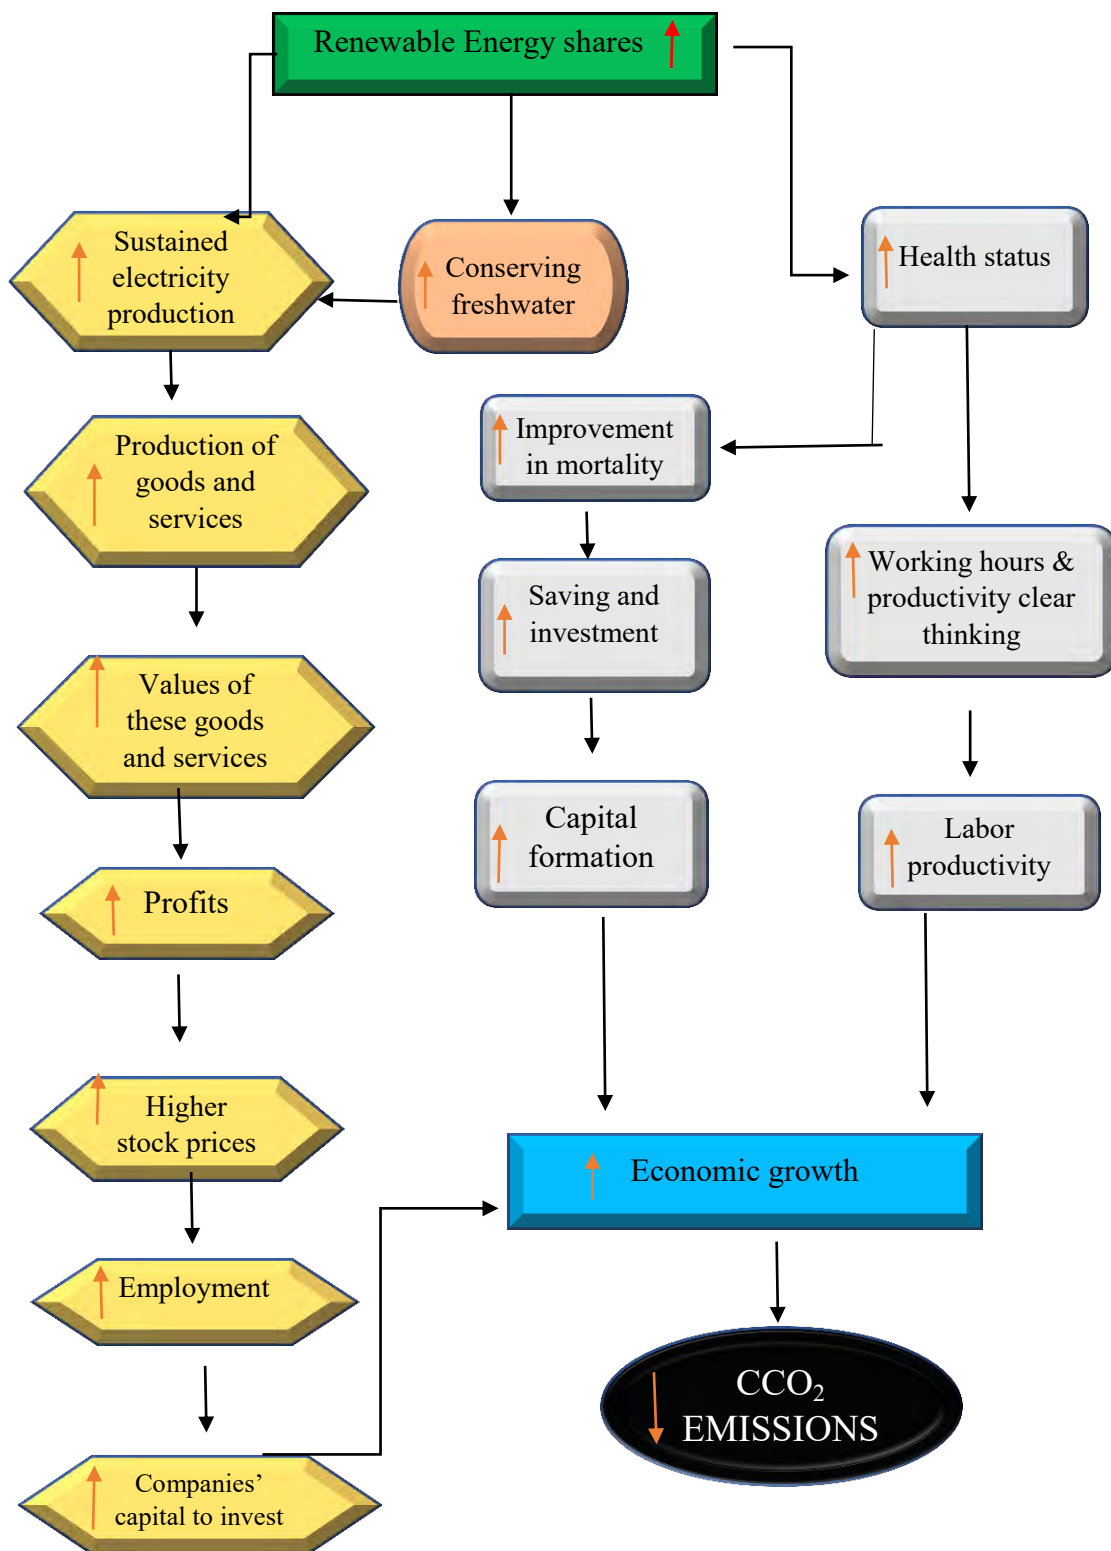 Renewable Energy shares
Sustained
electricity
production
Conserving
freshwater
Health status
Production of
goods and
services
Improvement
in mortality
Working hours &
productivity clear
thinking
Saving and
investment
Values of
these goods
and services
Capital
formation
Labor
productivity
Profits
Higher
stock prices
Economic growth
Employment
CCO₂
EMISSIONS
Companies’
capital to invest